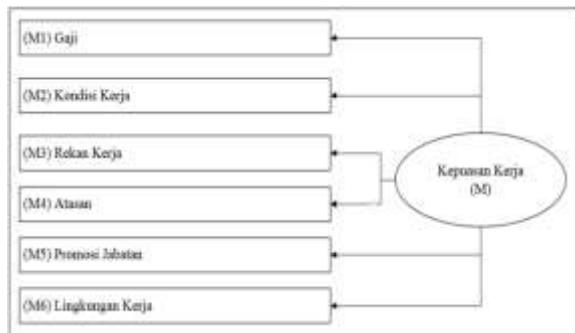 (M1) Gaji
(M2) Kondisi Kerja
(M3) Rekan Kerja
(M4) Atasan
(M5) Promosi Jabatan
(M6) Lingkungan Kerja
Kepuasan Kerja
(M)